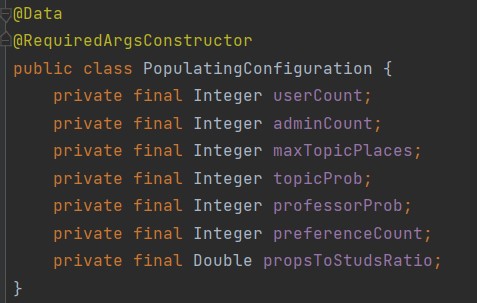 @Data
@RequiredArgsConstructor
public class PopulatingConfiguration {
    private final Integer userCount;
    private final Integer adminCount;
    private final Integer maxTopicPlaces;
    private final Integer topicProb;
    private final Integer professorProb;
    private final Integer preferenceCount;
    private final Double propsToStudsRatio;
}